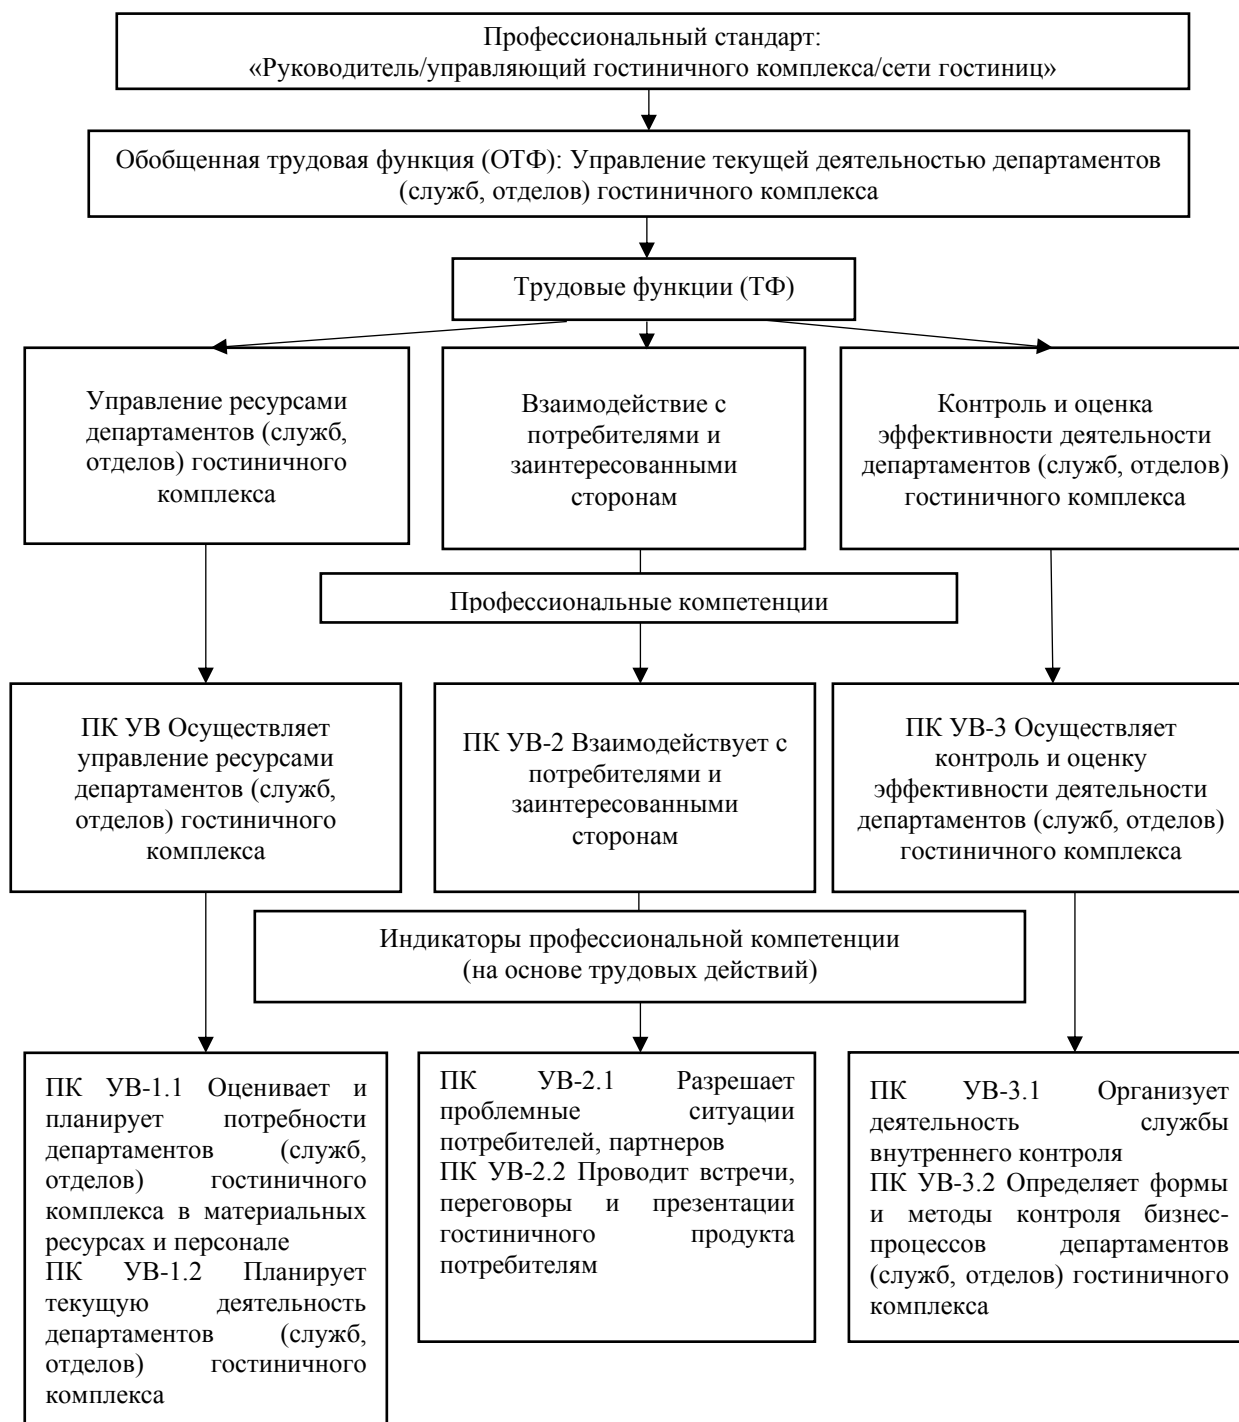 Профессиональный стандарт:
«Руководитель/управляющий гостиничного комплекса/сети гостиниц»
Обобщенная трудовая функция (ОТФ): Управление текущей деятельностью департаментов
(служб, отделов) гостиничного комплекса
Трудовые функции (ТФ)
Управление ресурсами
департаментов (служб,
отделов) гостиничного
комплекса
Взаимодействие с
потребителями и
заинтересованными
сторонам
Контроль и оценка
эффективности деятельности
департаментов (служб, отделов)
гостиничного комплекса
Профессиональные компетенции
ПК УВ Осуществляет
управление ресурсами
департаментов (служб,
отделов) гостиничного
комплекса
ПК УВ-2 Взаимодействует с
потребителями и
заинтересованными
сторонам
ПК УВ-3 Осуществляет
контроль и оценку
эффективности деятельности
департаментов (служб, отделов)
гостиничного комплекса
Индикаторы профессиональной компетенции
(на основе трудовых действий)
ПК УВ-1.1 Оценивает и
планирует потребности
департаментов (служб,
отделов) гостиничного
комплекса в материальных
ресурсах и персонале
ПК УВ-1.2 Планирует
текущую деятельность
департаментов (служб,
отделов) гостиничного
комплекса
ПК УВ-2.1 Разрешает
проблемные ситуации
потребителей, партнеров
ПК УВ-2.2 Проводит встречи,
переговоры и презентации
гостиничного продукта
потребителям
ПК УВ-3.1 Организует
деятельность службы
внутреннего контроля
ПК УВ-3.2 Определяет формы
и методы контроля бизнес-
процессов департаментов
(служб, отделов) гостиничного
комплекса